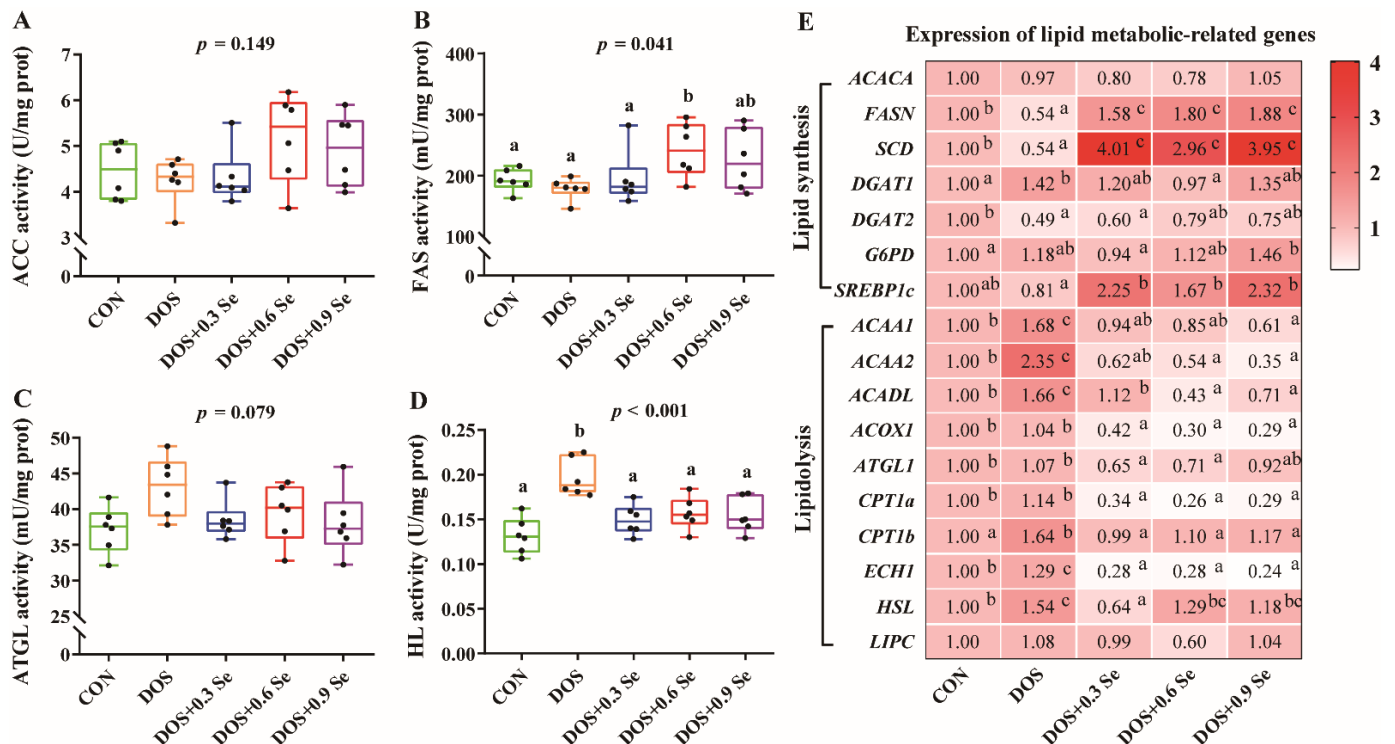 A
p = 0.149
ACC activity (U/mg prot)
7
6
5
4
3
0
CON
DOS
DOS+0.3 Se
DOS+0.6 Se
DOS+0.9 Se
B
p = 0.041
FAS activity (mU/mg prot)
400
300
200
100
0
a
a
a
b
ab
CON
DOS
DOS+0.3 Se
DOS+0.6 Se
DOS+0.9 Se
C
p = 0.079
ATGL activity (mU/mg prot)
50
45
40
35
30
25
0
CON
DOS
DOS+0.3 Se
DOS+0.6 Se
DOS+0.9 Se
D
p < 0.001
HL activity (U/mg prot)
0.25
0.20
0.15
0.10
0.05
0.00
a
b
a
a
a
CON
DOS
DOS+0.3 Se
DOS+0.6 Se
DOS+0.9 Se
E
Expression of lipid metabolic-related genes
Lipid synthesis
ACACA 1.00 0.97 0.80 0.78 1.05
FASN 1.00 b 0.54 a 1.58 c 1.80 c 1.88 c
SCD 1.00 b 0.54 a 4.01 c 2.96 c 3.95 c
DGAT1 1.00 a 1.42 b 1.20 ab 0.97 a 1.35 ab
DGAT2 1.00 b 0.49 a 0.60 a 0.79 ab 0.75 ab
G6PD 1.00 a 1.18 ab 0.94 a 1.12 ab 1.46 b
SREBP1c 1.00 ab 0.81 a 2.25 b 1.67 b 2.32 b
Lipidolysis
ACAA1 1.00 b 1.68 c 0.94 ab 0.85 ab 0.61 a
ACAA2 1.00 b 2.35 c 0.62 ab 0.54 a 0.35 a
ACADL 1.00 b 1.66 c 1.12 b 0.43 a 0.71 a
ACOX1 1.00 b 1.04 b 0.42 a 0.30 a 0.29 a
ATGL1 1.00 b 1.07 b 0.65 a 0.71 a 0.92 ab
CPT1a 1.00 b 1.14 b 0.34 a 0.26 a 0.29 a
CPT1b 1.00 a 1.64 b 0.99 a 1.10 a 1.17 a
ECH1 1.00 b 1.29 c 0.28 a 0.28 a 0.24 a
HSL 1.00 b 1.54 c 0.64 a 1.29 bc 1.18 bc
LIPC 1.00 1.08 0.99 0.60 1.04
CON
DOS
DOS+0.3 Se
DOS+0.6 Se
DOS+0.9 Se
4
3
2
1